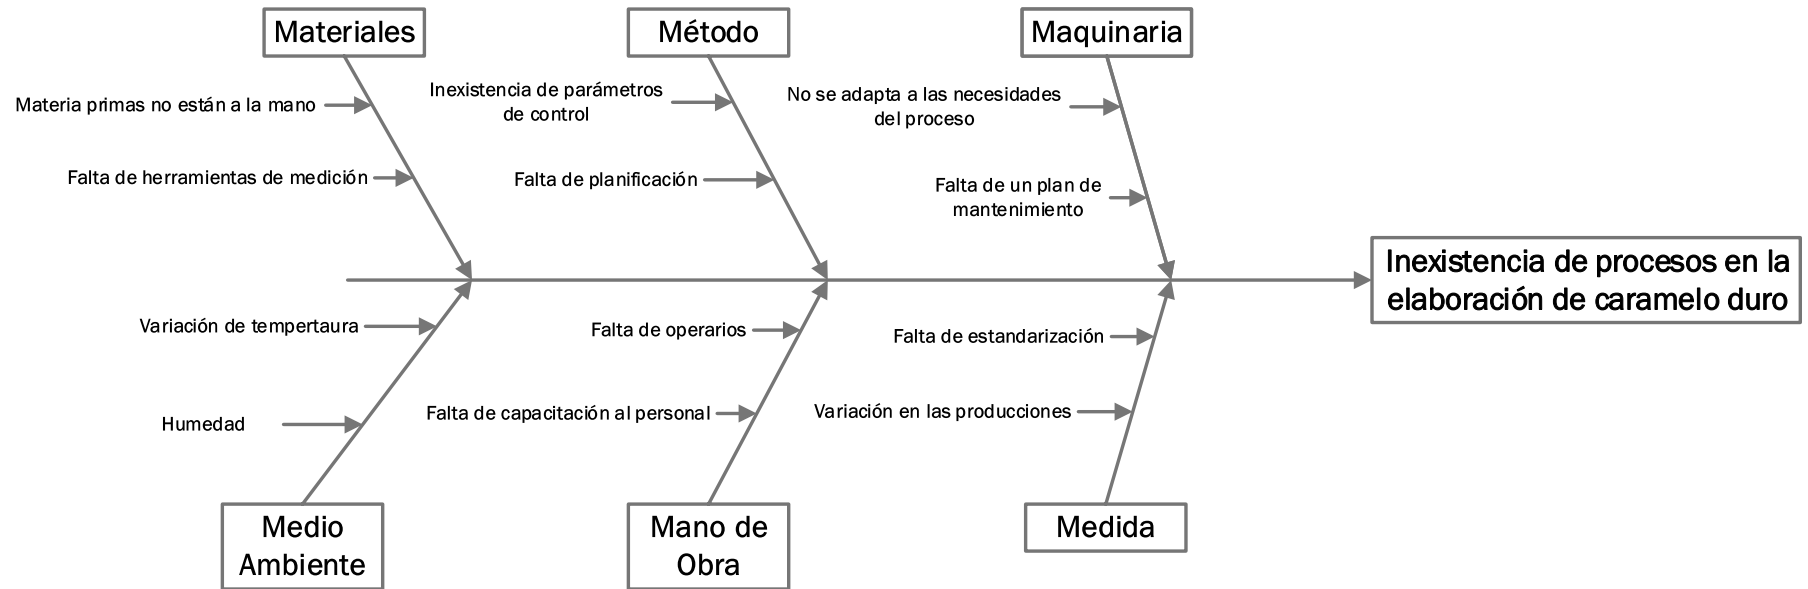 Materiales
Método
Maquinaria
Materia primas no están a la mano
Falta de herramientas de medición
Inexistencia de parámetros
de control
Falta de planificación
No se adapta a las necesidades
del proceso
Falta de un plan de
mantenimiento
Inexistencia de procesos en la
elaboración de caramelo duro
Variación de tempertaura
Humedad
Falta de operarios
Falta de capacitación al personal
Falta de estandarización
Variación en las producciones
Medio
Ambiente
Mano de
Obra
Medida